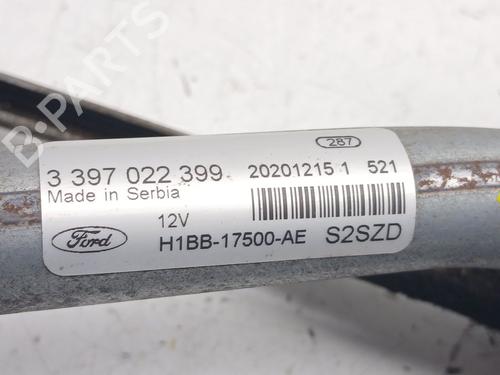 B-PARTS
287
3 397 022 399 20201215 1 521
Made in Serbia
12V
Ford H1BB-17500-AE S2SZD